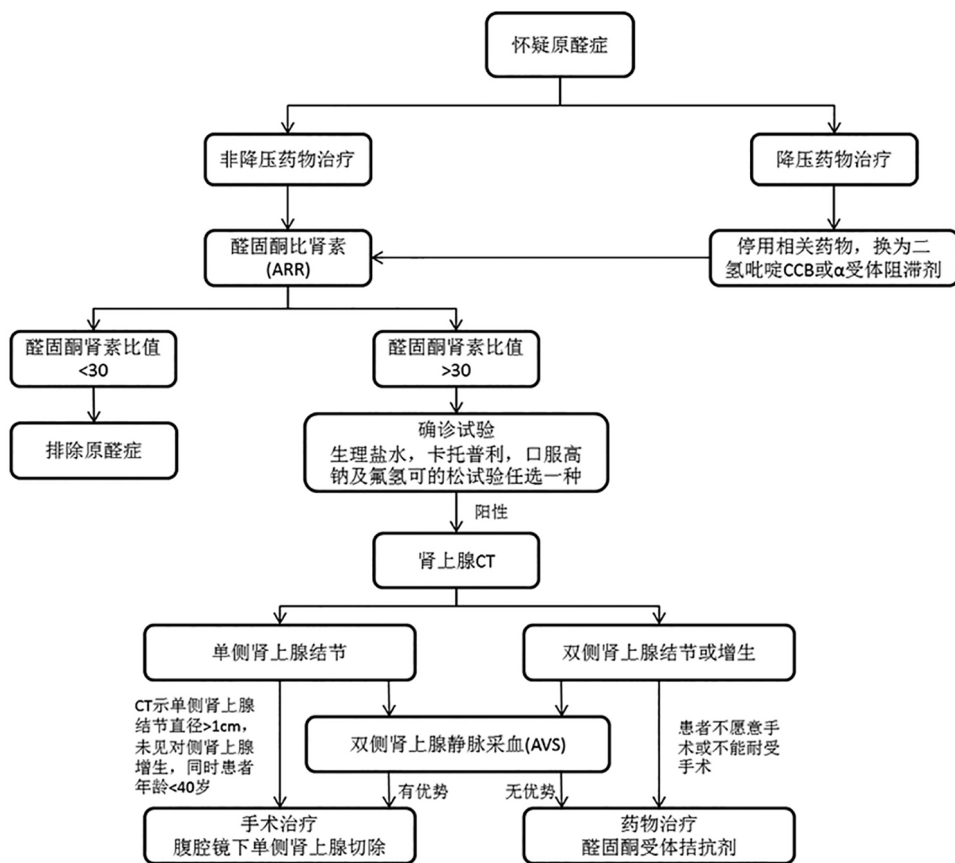 怀疑原醛症
非降压药物治疗
降压药物治疗
醛固酮比肾素
(ARR)
停用相关药物，换为二
氢吡啶CCB或α受体阻滞剂
醛固酮肾素比值
<30
醛固酮肾素比值
>30
排除原醛症
确诊试验
生理盐水，卡托普利，口服高
钠及氟氢可的松试验任选一种
阳性
肾上腺CT
单侧肾上腺结节
双侧肾上腺结节或增生
CT示单侧肾上腺
结节直径>1cm，
未见对侧肾上腺
增生，同时患者
年龄<40岁
双侧肾上腺静脉采血(AVS)
患者不愿意手
术或不能耐受
手术
有优势
无优势
手术治疗
腹腔镜下单侧肾上腺切除
药物治疗
醛固酮受体拮抗剂